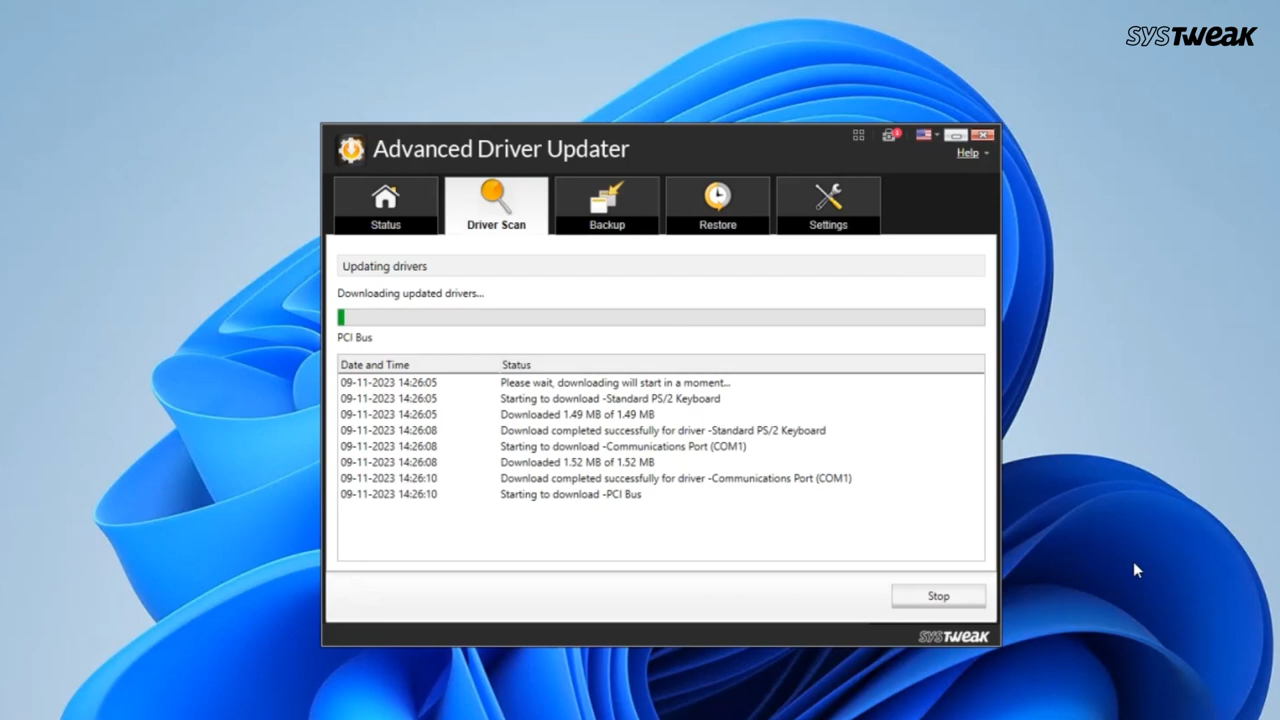 SYSTWEAK
Advanced Driver Updater
Help
Status
Driver Scan
Backup
Restore
Settings
Updating drivers
Downloading updated drivers...
PCI Bus
Date and Time Status
09-11-2023 14:26:05 Please wait, downloading will start in a moment...
09-11-2023 14:26:05 Starting to download -Standard PS/2 Keyboard
09-11-2023 14:26:05 Downloaded 1.49 MB of 1.49 MB
09-11-2023 14:26:08 Download completed successfully for driver -Standard PS/2 Keyboard
09-11-2023 14:26:08 Starting to download -Communications Port (COM1)
09-11-2023 14:26:08 Downloaded 1.52 MB of 1.52 MB
09-11-2023 14:26:10 Download completed successfully for driver -Communications Port (COM1)
09-11-2023 14:26:10 Starting to download -PCI Bus
Stop
SYSTWEAK